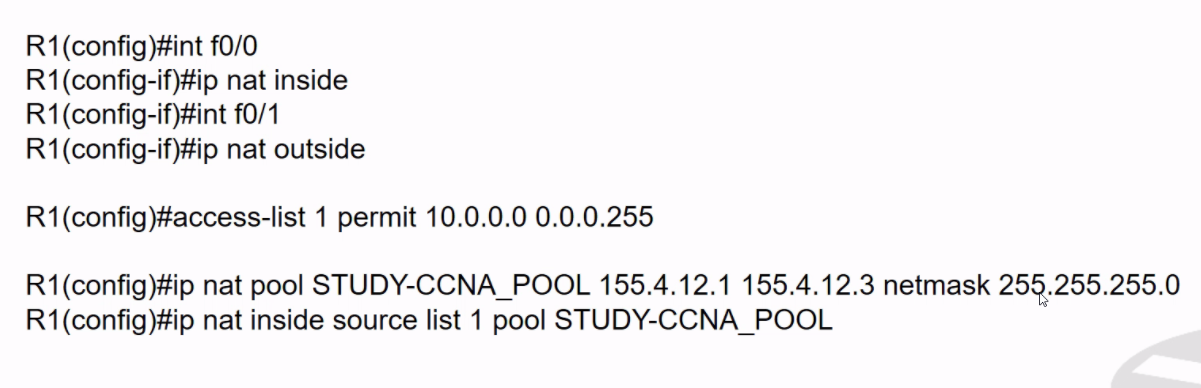 R1(config)#int f0/0
R1(config-if)#ip nat inside
R1(config-if)#int f0/1
R1(config-if)#ip nat outside
R1(config)#access-list 1 permit 10.0.0.0 0.0.0.255
R1(config)#ip nat pool STUDY-CCNA_POOL 155.4.12.1 155.4.12.3 netmask 255.255.255.0
R1(config)#ip nat inside source list 1 pool STUDY-CCNA_POOL